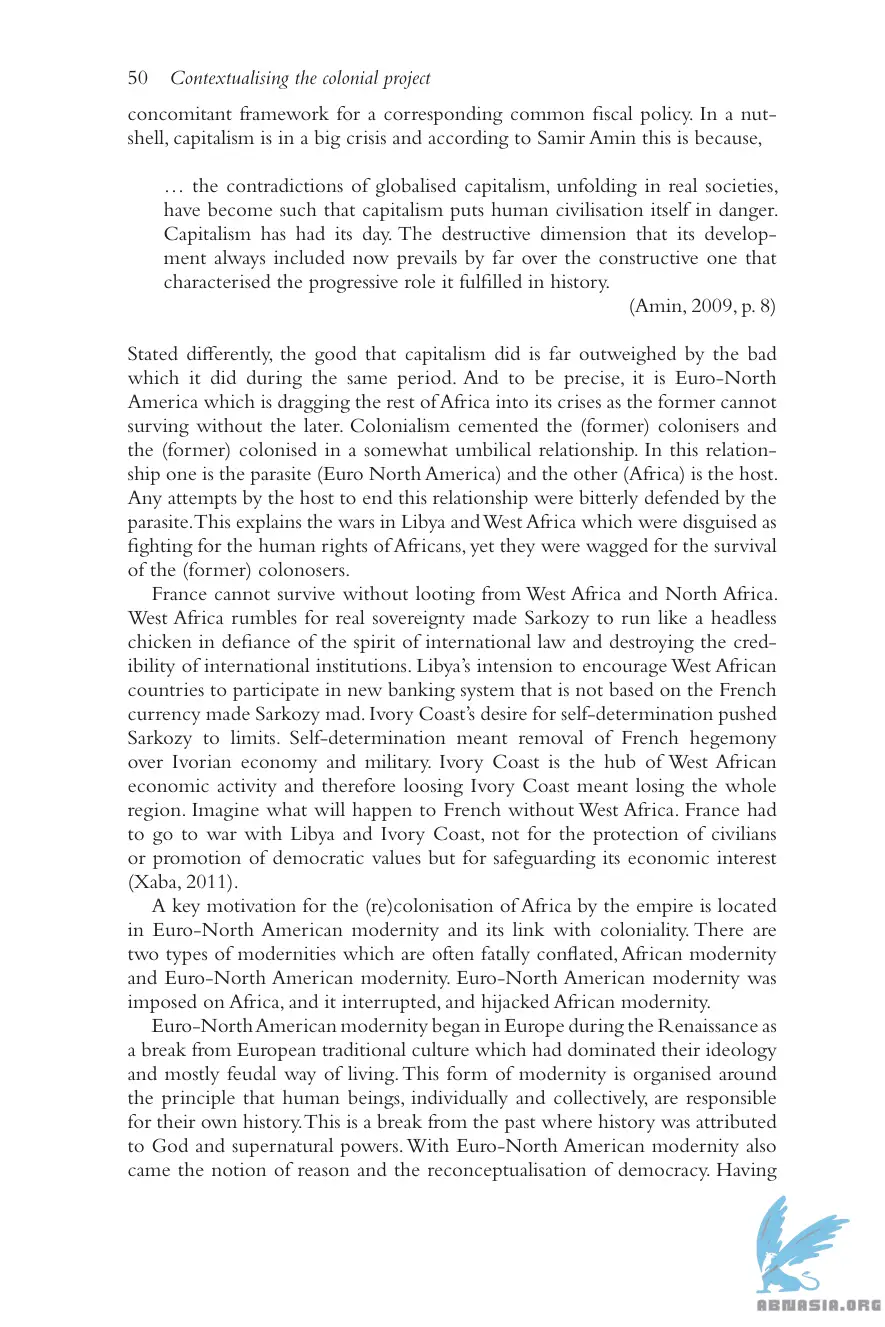 50 Contextualising the colonial project
concomitant framework for a corresponding common fiscal policy. In a nut-
shell, capitalism is in a big crisis and according to Samir Amin this is because,
… the contradictions of globalised capitalism, unfolding in real societies,
have become such that capitalism puts human civilisation itself in danger.
Capitalism has had its day. The destructive dimension that its develop-
ment always included now prevails by far over the constructive one that
characterised the progressive role it fulfilled in history.
(Amin, 2009, p. 8)
Stated differently, the good that capitalism did is far outweighed by the bad
which it did during the same period. And to be precise, it is Euro-North
America which is dragging the rest of Africa into its crises as the former cannot
surving without the later. Colonialism cemented the (former) colonisers and
the (former) colonised in a somewhat umbilical relationship. In this relation-
ship one is the parasite (Euro North America) and the other (Africa) is the host.
Any attempts by the host to end this relationship were bitterly defended by the
parasite. This explains the wars in Libya and West Africa which were disguised as
fighting for the human rights of Africans, yet they were wagged for the survival
of the (former) colonosers.
France cannot survive without looting from West Africa and North Africa.
West Africa rumbles for real sovereignty made Sarkozy to run like a headless
chicken in defiance of the spirit of international law and destroying the cred-
ibility of international institutions. Libya's intension to encourage West African
countries to participate in new banking system that is not based on the French
currency made Sarkozy mad. Ivory Coast's desire for self-determination pushed
Sarkozy to limits. Self-determination meant removal of French hegemony
over Ivorian economy and military. Ivory Coast is the hub of West African
economic activity and therefore loosing Ivory Coast meant losing the whole
region. Imagine what will happen to French without West Africa. France had
to go to war with Libya and Ivory Coast, not for the protection of civilians
or promotion of democratic values but for safeguarding its economic interest
(Xaba, 2011).
A key motivation for the (re)colonisation of Africa by the empire is located
in Euro-North American modernity and its link with coloniality. There are
two types of modernities which are often fatally conflated, African modernity
and Euro-North American modernity. Euro-North American modernity was
imposed on Africa, and it interrupted, and hijacked African modernity.
Euro-North American modernity began in Europe during the Renaissance as
a break from European traditional culture which had dominated their ideology
and mostly feudal way of living. This form of modernity is organised around
the principle that human beings, individually and collectively, are responsible
for their own history. This is a break from the past where history was attributed
to God and supernatural powers. With Euro-North American modernity also
came the notion of reason and the reconceptualisation of democracy. Having
ABNASIA.ORG